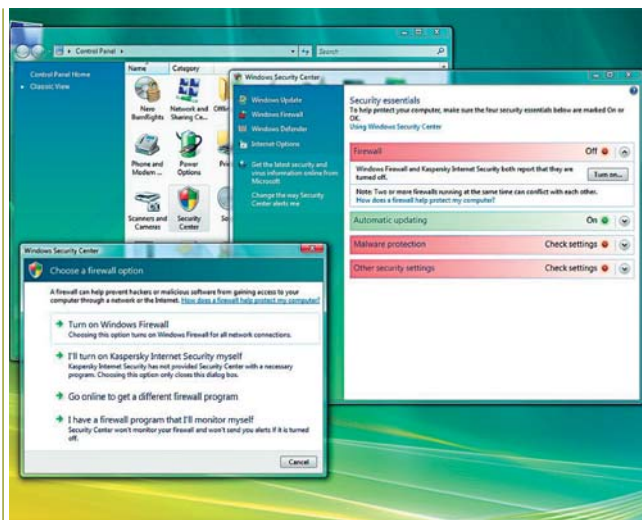 Control Panel
Search
Control Panel Home
Classic View
Name
Category
Nero
BurnRights
Network and
Sharing Ce...
Phone and
Modem ...
Power
Options
Scanners and
Cameras
Security
Center
Windows Security Center
Windows Update
Windows Firewall
Windows Defender
Internet Options
Get the latest security and
virus information online from
Microsoft
Change the way Security
Center alerts me
Security essentials
To help protect your computer, make sure the four security essentials below are marked On or
OK.
Using Windows Security Center
Firewall Off
Windows Firewall and Kaspersky Internet Security both report that they are
turned off.
Turn on...
Note: Two or more firewalls running at the same time can conflict with each other.
How does a firewall help protect my computer?
Automatic updating On
Malware protection Check settings
Other security settings Check settings
Windows Security Center
Choose a firewall option
A firewall can help prevent hackers or malicious software from gaining access to your
computer through a network or the Internet. How does a firewall help protect my computer?
Turn on Windows Firewall
Choosing this option turns on Windows Firewall for all network connections.
I'll turn on Kaspersky Internet Security myself
Kaspersky Internet Security has not provided Security Center with a necessary
program. Choosing this option only closes this dialog box.
Go online to get a different firewall program
I have a firewall program that I'll monitor myself
Security Center won't monitor your firewall and won't send you alerts if it is turned
off.
Cancel